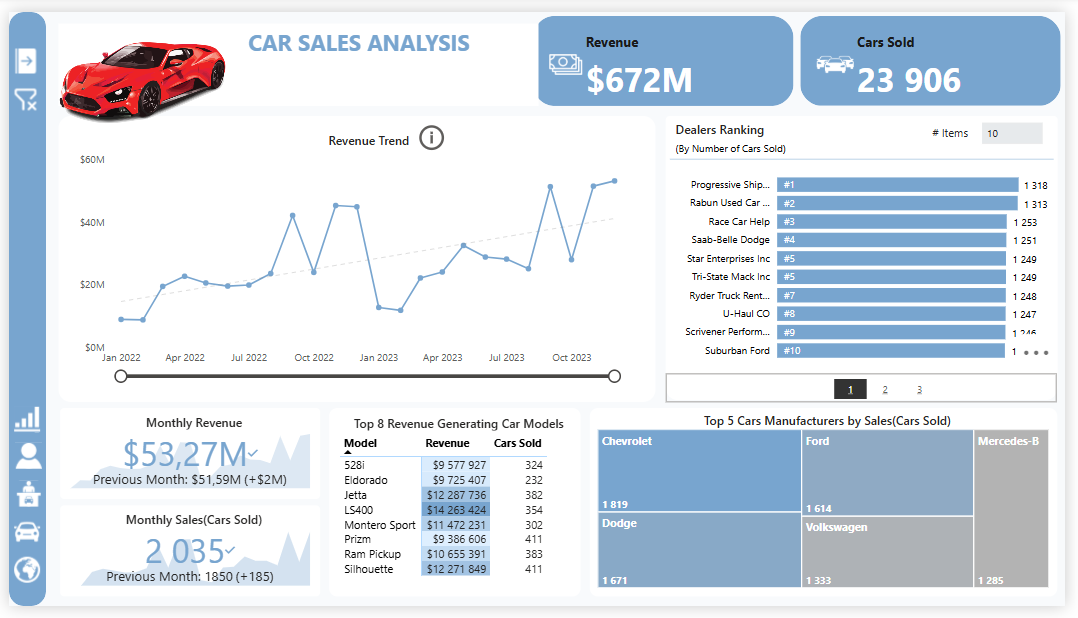 CAR SALES ANALYSIS
Revenue
$672M
Cars Sold
23 906
Revenue Trend
$60M
$40M
$20M
$0M
Jan 2022 Apr 2022 Jul 2022 Oct 2022 Jan 2023 Apr 2023 Jul 2023 Oct 2023
Dealers Ranking
(By Number of Cars Sold)
# Items 10
Progressive Ship... #1 1 318
Rabun Used Car ... #2 1 313
Race Car Help #3 1 253
Saab-Belle Dodge #4 1 251
Star Enterprises Inc #5 1 249
Tri-State Mack Inc #5 1 249
Ryder Truck Rent... #7 1 248
U-Haul CO #8 1 247
Scrivener Perform... #9 1 246
Suburban Ford #10 1
1 2 3
Monthly Revenue
$53,27M
Previous Month: $51,59M (+$2M)
Monthly Sales(Cars Sold)
2 035
Previous Month: 1850 (+185)
Top 8 Revenue Generating Car Models
Model Revenue Cars Sold
528i $9 577 927 324
Eldorado $9 725 407 232
Jetta $12 287 736 382
LS400 $14 263 424 354
Montero Sport $11 472 231 302
Prizm $9 386 606 411
Ram Pickup $10 655 391 383
Silhouette $12 271 849 411
Top 5 Cars Manufacturers by Sales(Cars Sold)
Chevrolet
1 819
Dodge
1 671
Ford
1 614
Volkswagen
1 333
Mercedes-B
1 285